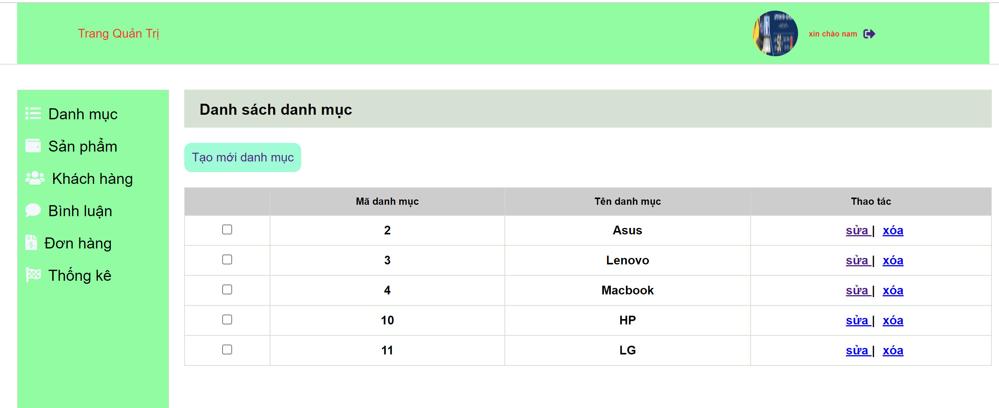 Trang Quản Trị
xin chào nam
Danh mục
Sản phẩm
Khách hàng
Bình luận
Đơn hàng
Thống kê
Danh sách danh mục
Tạo mới danh mục
Mã danh mục Tên danh mục Thao tác
2 Asus sửa | xóa
3 Lenovo sửa | xóa
4 Macbook sửa | xóa
10 HP sửa | xóa
11 LG sửa | xóa